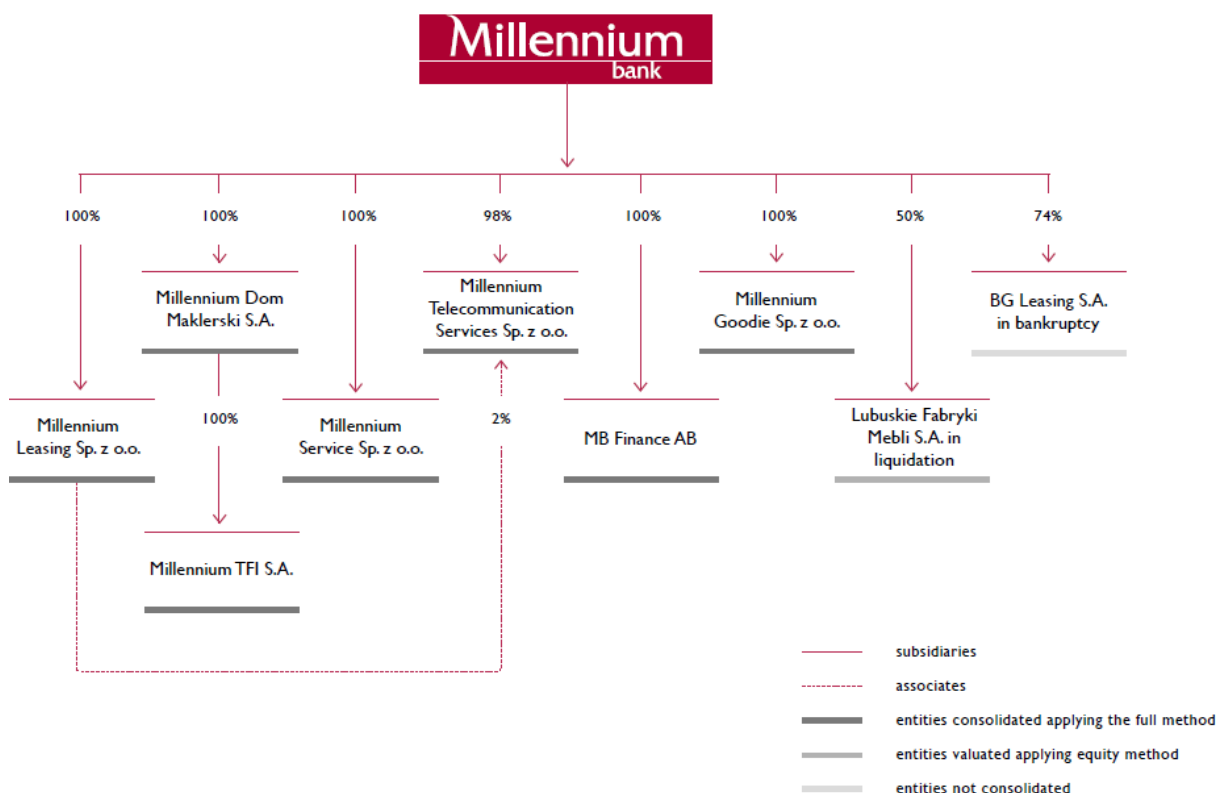 Millennium
bank
100%
100%
100%
98%
100%
100%
50%
74%
Millennium Dom
Maklerski S.A.
Millennium
Telecommunication
Services Sp. z o.o.
Millennium
Goodie Sp. z o.o.
BG Leasing S.A.
in bankruptcy
Millennium
Leasing Sp. z o.o.
100%
Millennium
Service Sp. z o.o.
2%
MB Finance AB
Lubuskie Fabryki
Mebli S.A. in
liquidation
Millennium TFI S.A.
subsidiaries
associates
entities consolidated applying the full method
entities valuated applying equity method
entities not consolidated